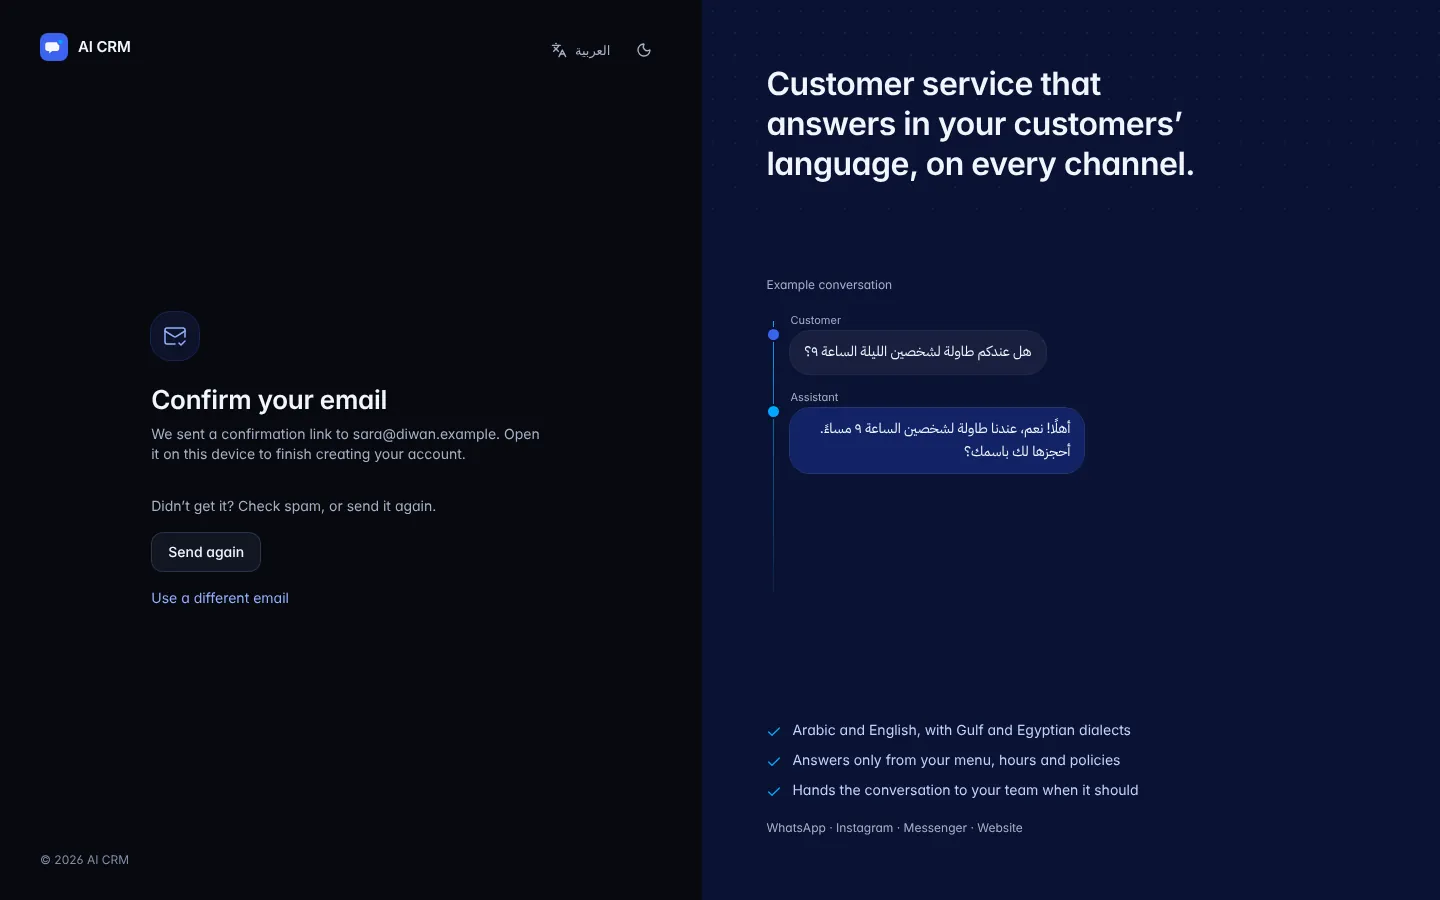 AI CRM
العربية
Confirm your email
We sent a confirmation link to sara@diwan.example. Open
it on this device to finish creating your account.
Didn’t get it? Check spam, or send it again.
Send again
Use a different email
© 2026 AI CRM
Customer service that
answers in your customers’
language, on every channel.
Example conversation
Customer
هل عندكم طاولة لشخصين الليلة الساعة ٩؟
Assistant
أهلًا! نعم، عندنا طاولة لشخصين الساعة ٩ مساءً.
أحجزها لك باسمك؟
Arabic and English, with Gulf and Egyptian dialects
Answers only from your menu, hours and policies
Hands the conversation to your team when it should
WhatsApp · Instagram · Messenger · Website